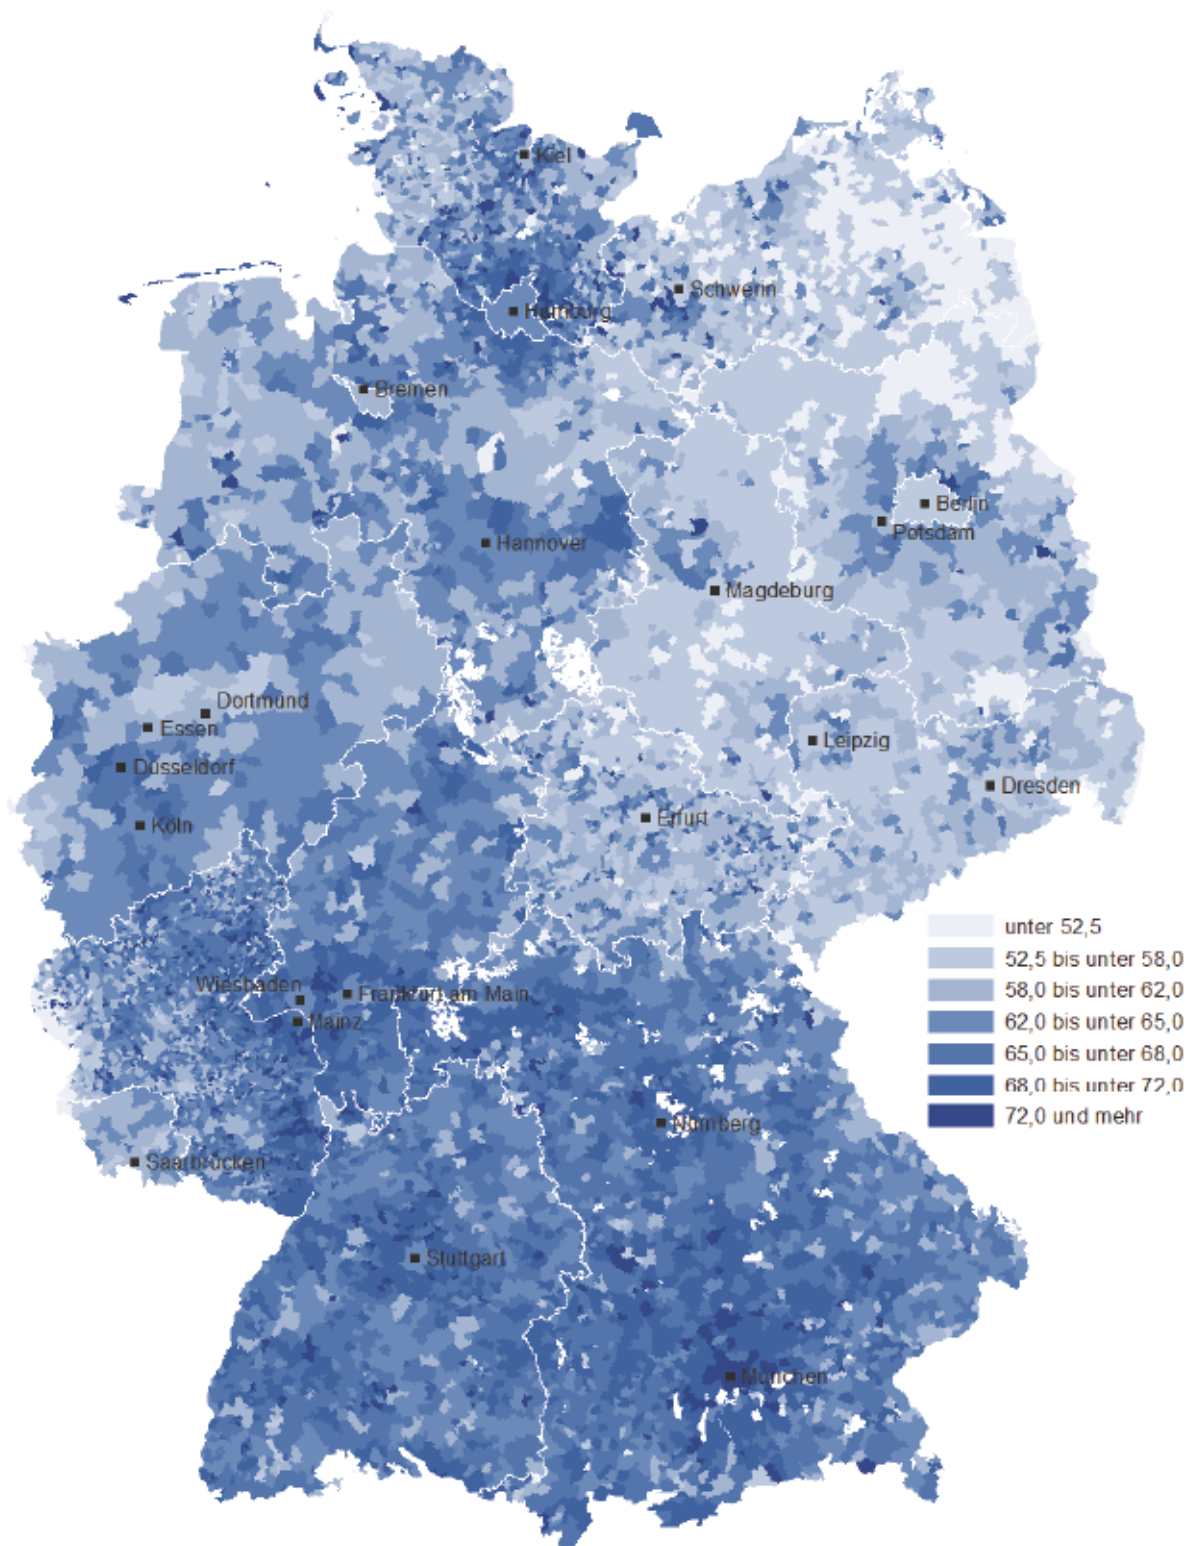 Kiel
Schwerin
Hamburg
Bremen
Berlin
Potsdam
Hannover
Magdeburg
Dortmund
Essen
Leipzig
Düsseldorf
Dresden
Erfurt
Köln
unter 52,5
52,5 bis unter 58,0
58,0 bis unter 62,0
62,0 bis unter 65,0
65,0 bis unter 68,0
68,0 bis unter 72,0
72,0 und mehr
Wiesbaden
Frankfurt am Main
Mainz
Nürnberg
Saarbrücken
Stuttgart
München